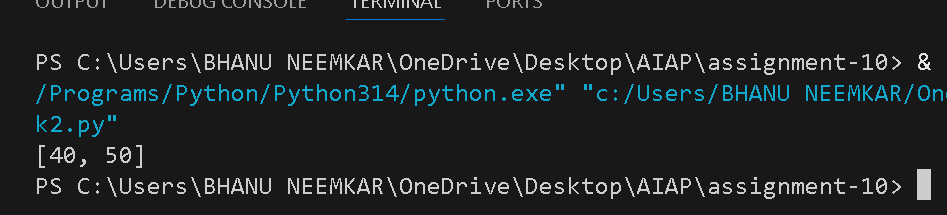 OUTPUT DEBUG CONSOLE TERMINAL PORTS
PS C:\Users\BHANU NEEMKAR\OneDrive\Desktop\AIAP\assignment-10> &
/Programs/Python/Python314/python.exe" "c:/Users/BHANU NEEMKAR/On
k2.py"
[40, 50]
PS C:\Users\BHANU NEEMKAR\OneDrive\Desktop\AIAP\assignment-10>